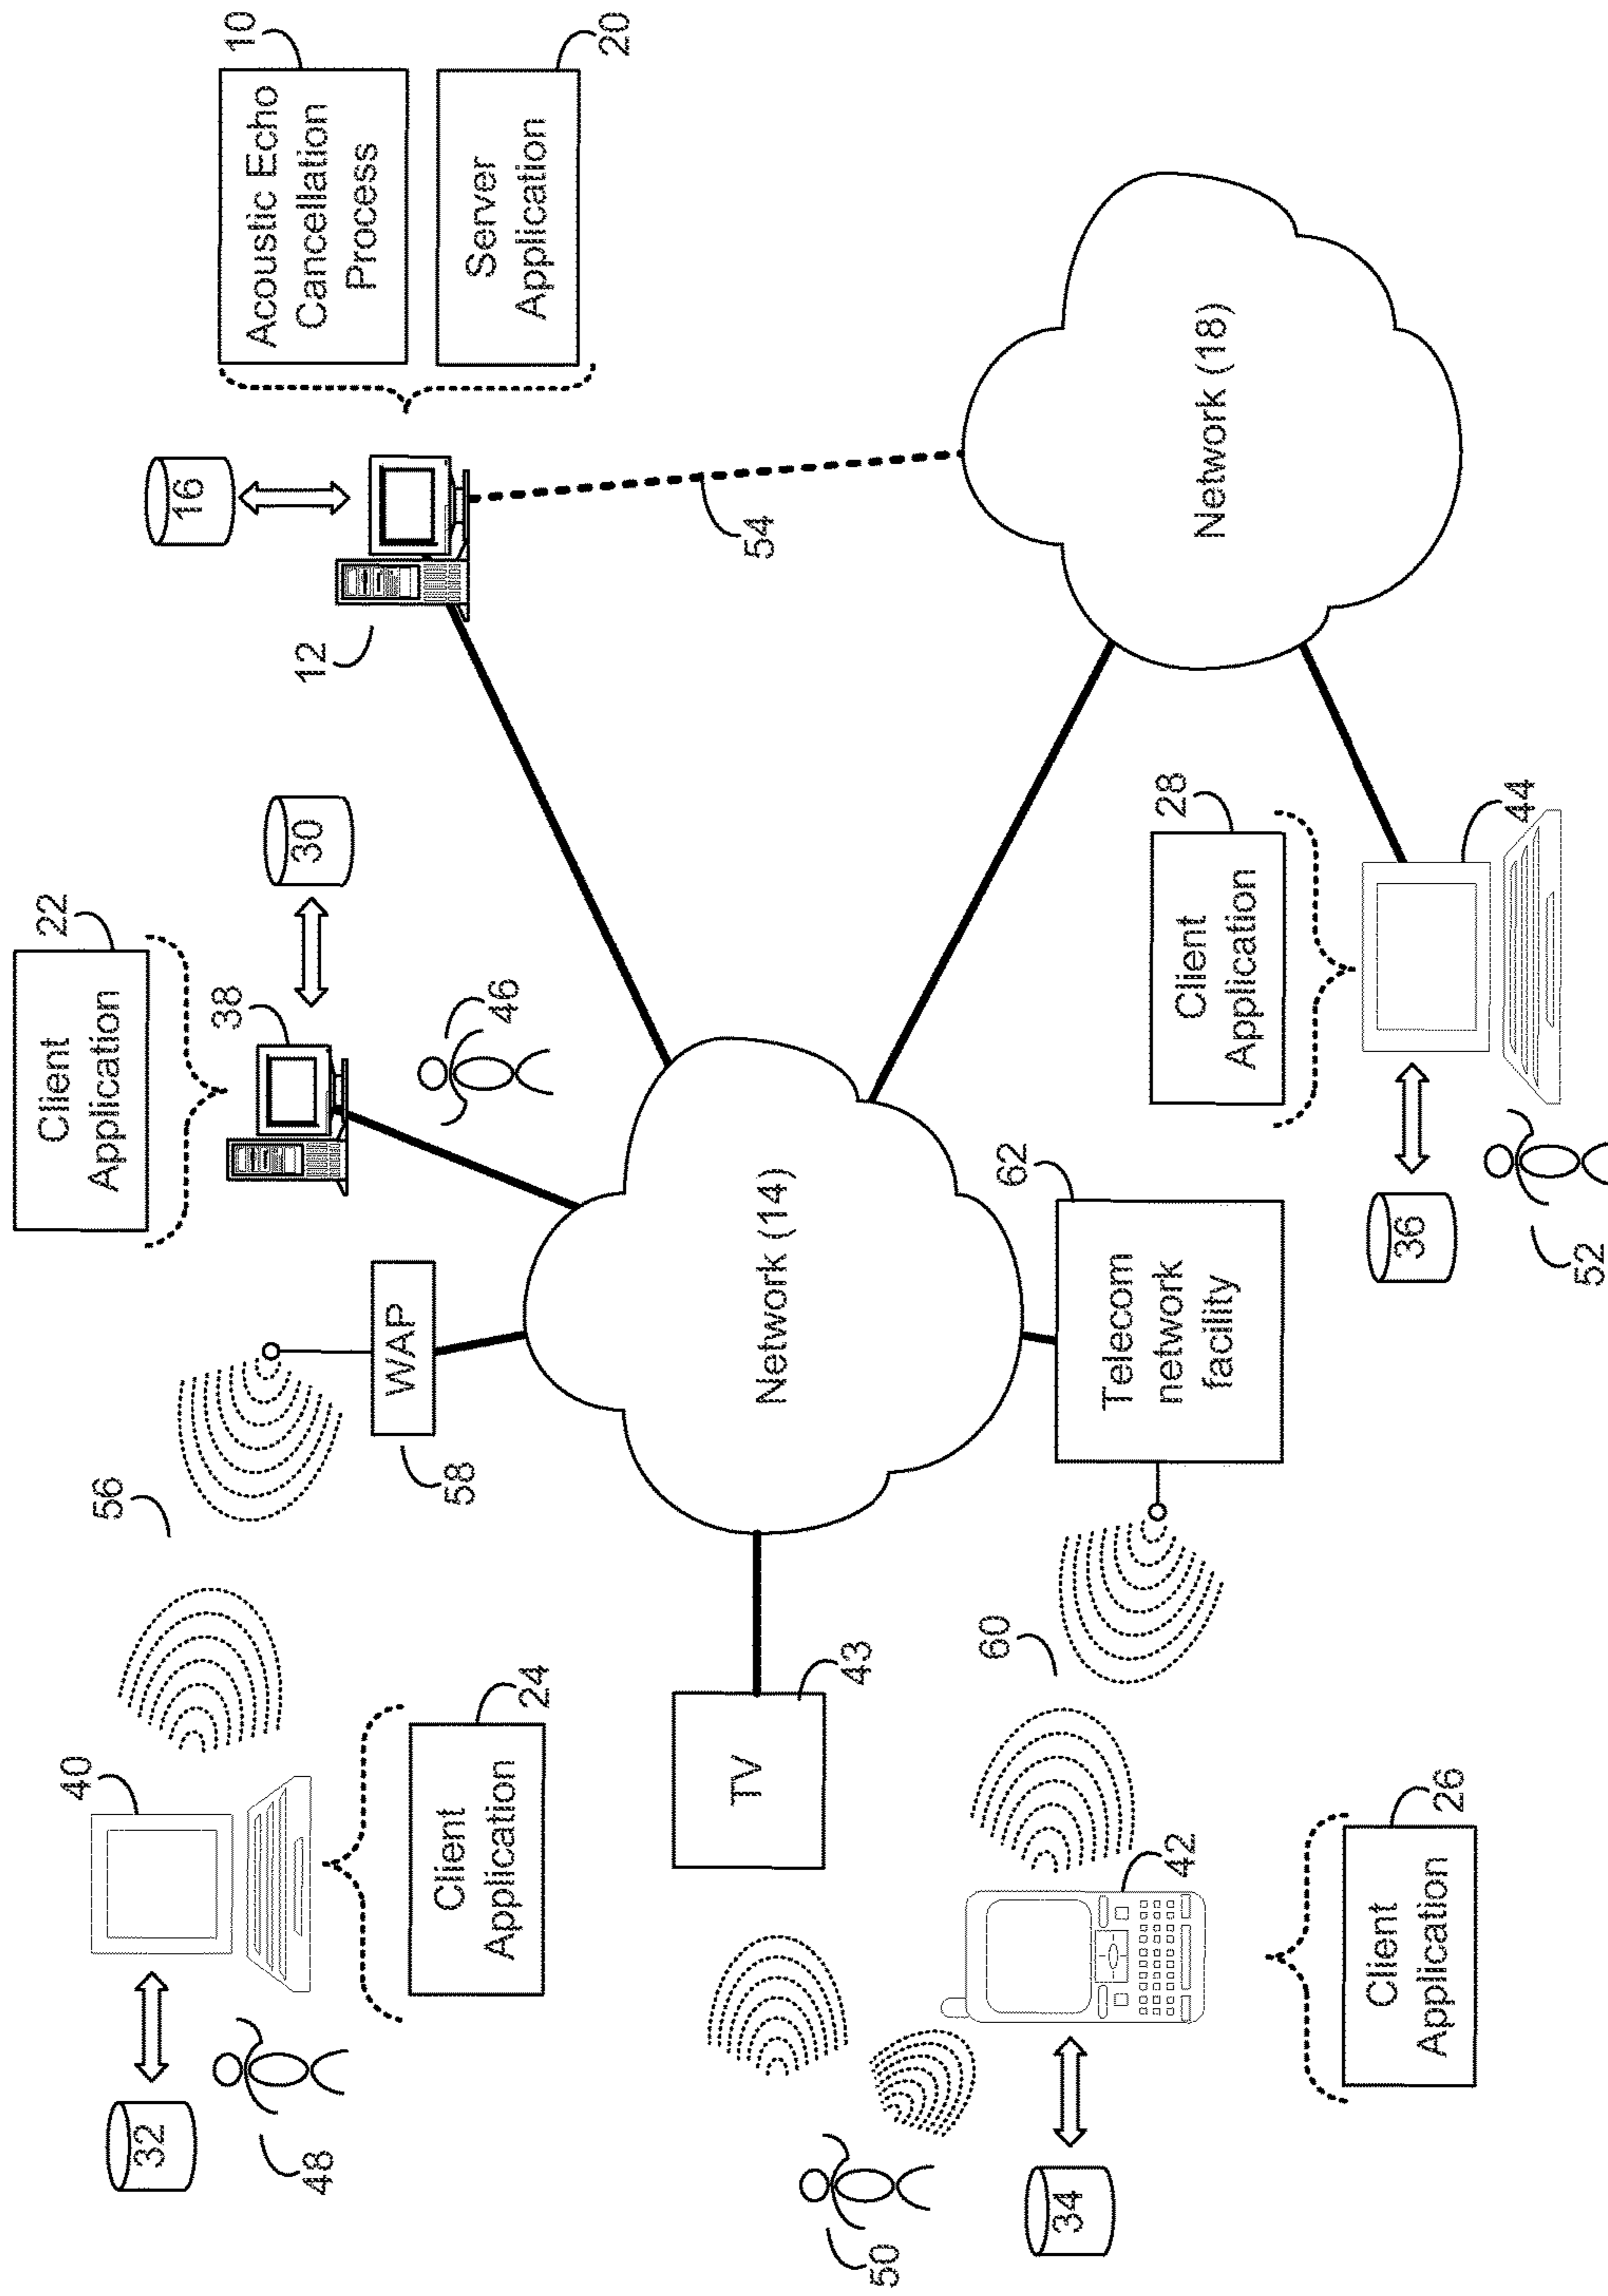 10
Acoustic Echo
Cancellation
Process
20
Server
Application
16
12
54
Network (18)
22
Client
Application
38
30
46
56
WAP
58
Network (14)
40
32
48
24
Client
Application
TV
43
62
Telecom
network
facility
60
28
Client
Application
44
36
52
42
50
34
26
Client
Application